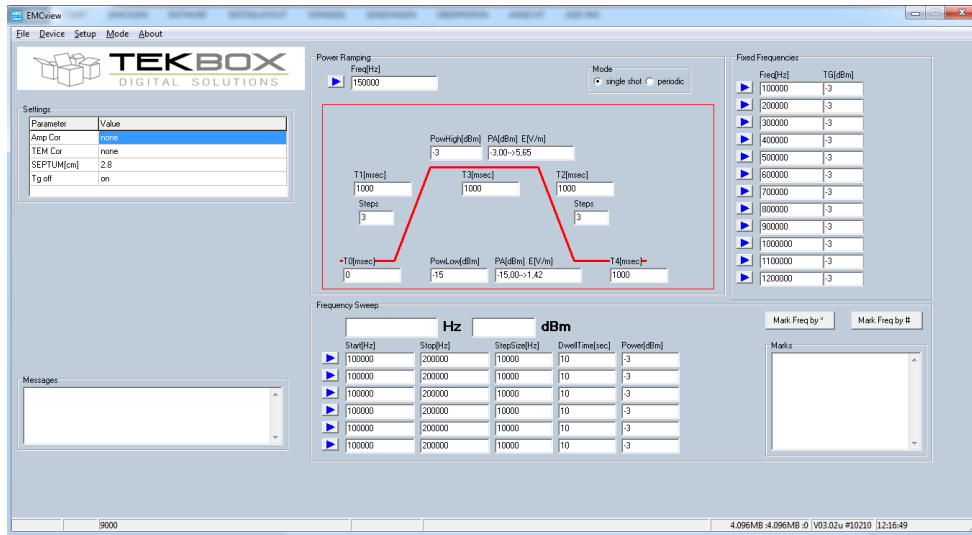 EMCview
File Device Setup Mode About
TEKBOX
DIGITAL SOLUTIONS
Settings
Parameter Value
Amp Cor none
TEM Cor none
SEPTUM[cm] 2.8
Tg off on
Messages
Power Ramping
Freq[Hz]
150000
Mode
single shot periodic
PowHigh[dBm] PA[dBm] E[V/m]
-3 -3,00-->5,65
T1[msec] T3[msec] T2[msec]
1000 1000 1000
Steps Steps
3 3
T0[msec] PowLow[dBm] PA[dBm] E[V/m] T4[msec]
0 -15 -15,00-->1,42 1000
Fixed Frequencies
Freq[Hz] TG[dBm]
100000 -3
200000 -3
300000 -3
400000 -3
500000 -3
600000 -3
700000 -3
800000 -3
900000 -3
1000000 -3
1100000 -3
1200000 -3
Frequency Sweep
Hz dBm
Start[Hz] Stop[Hz] StepSize[Hz] DwellTime[sec] Power[dBm]
100000 200000 10000 10 -3
100000 200000 10000 10 -3
100000 200000 10000 10 -3
100000 200000 10000 10 -3
100000 200000 10000 10 -3
100000 200000 10000 10 -3
Mark Freq by * Mark Freq by #
Marks
9000 4.096MB :4.096MB :0 V03.02u #10210 12:16:49